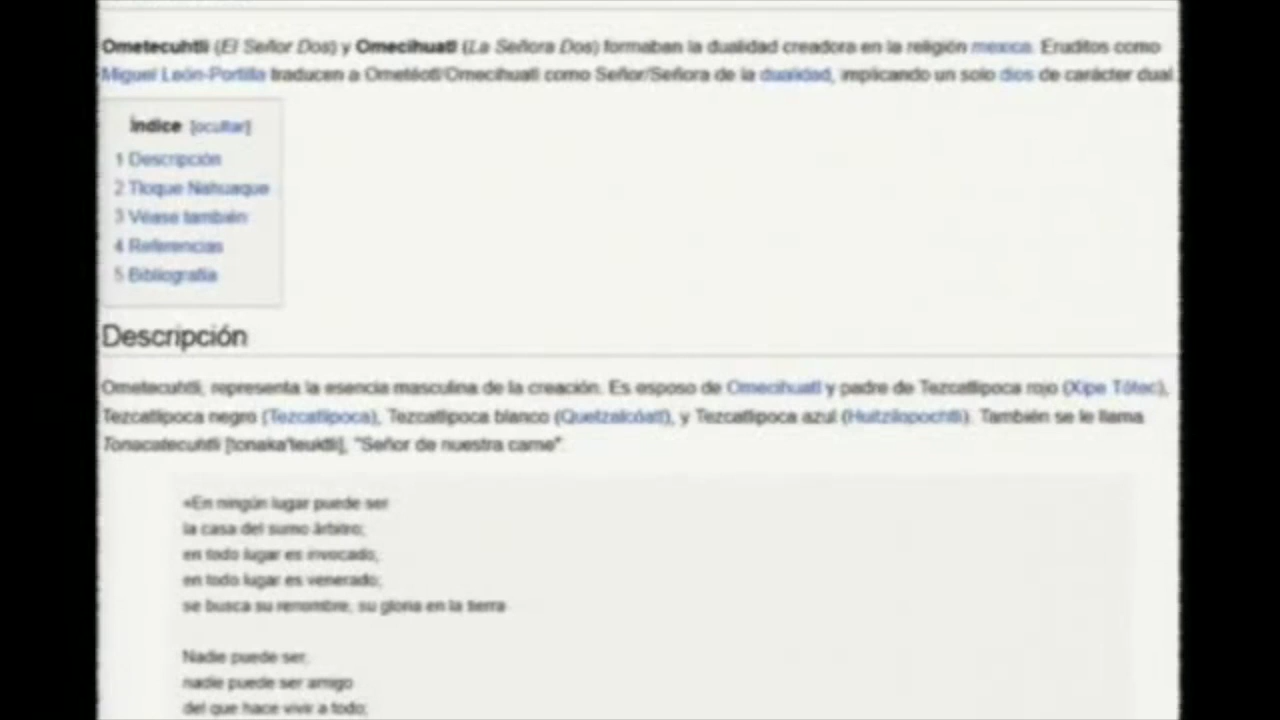 Ometecuhtli (El Señor Dos) y Omecihuatl (La Señora Dos) formaban la dualidad creadora en la religión mexica. Eruditos como
Miguel León-Portilla traducen a Ometéotl/Omecihuatl como Señor/Señora de la dualidad, implicando un solo dios de carácter dual.
Índice [ocultar]
1 Descripción
2 Tloque Nahuaque
3 Véase también
4 Referencias
5 Bibliografía
Descripción
Ometecuhtli, representa la esencia masculina de la creación. Es esposo de Omecihuatl y padre de Tezcatlipoca rojo (Xipe Tótec),
Tezcatlipoca negro (Tezcatlipoca), Tezcatlipoca blanco (Quetzalcóatl), y Tezcatlipoca azul (Huitzilopochtli). También se le llama
Tonacatecuhtli [tonaka'teukt͡li], "Señor de nuestra carne".
«En ningún lugar puede ser
la casa del sumo árbitro;
en todo lugar es invocado,
en todo lugar es venerado;
se busca su renombre, su gloria en la tierra
Nadie puede ser,
nadie puede ser amigo
del que hace vivir a todo;